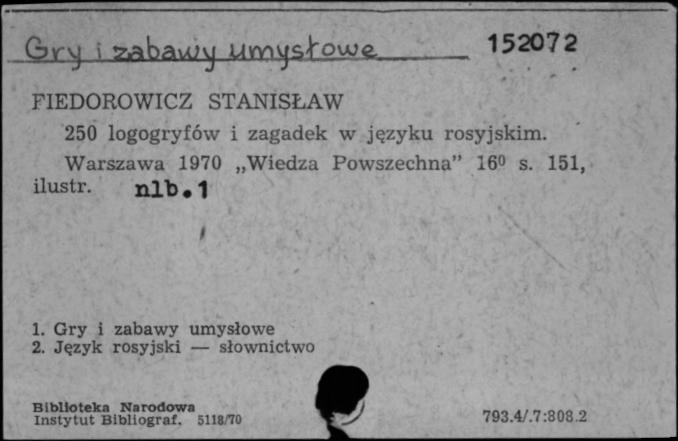 Gry i zabawy umysłowe 152072
FIEDOROWICZ STANISŁAW
250 logogryfów i zagadek w języku rosyjskim.
Warszawa 1970 „Wiedza Powszechna” 16⁰ s. 151,
ilustr. nlb.1
1. Gry i zabawy umysłowe
2. Język rosyjski — słownictwo
Biblioteka Narodowa
Instytut Bibliograf. 5118/70 793.4/.7:808.2